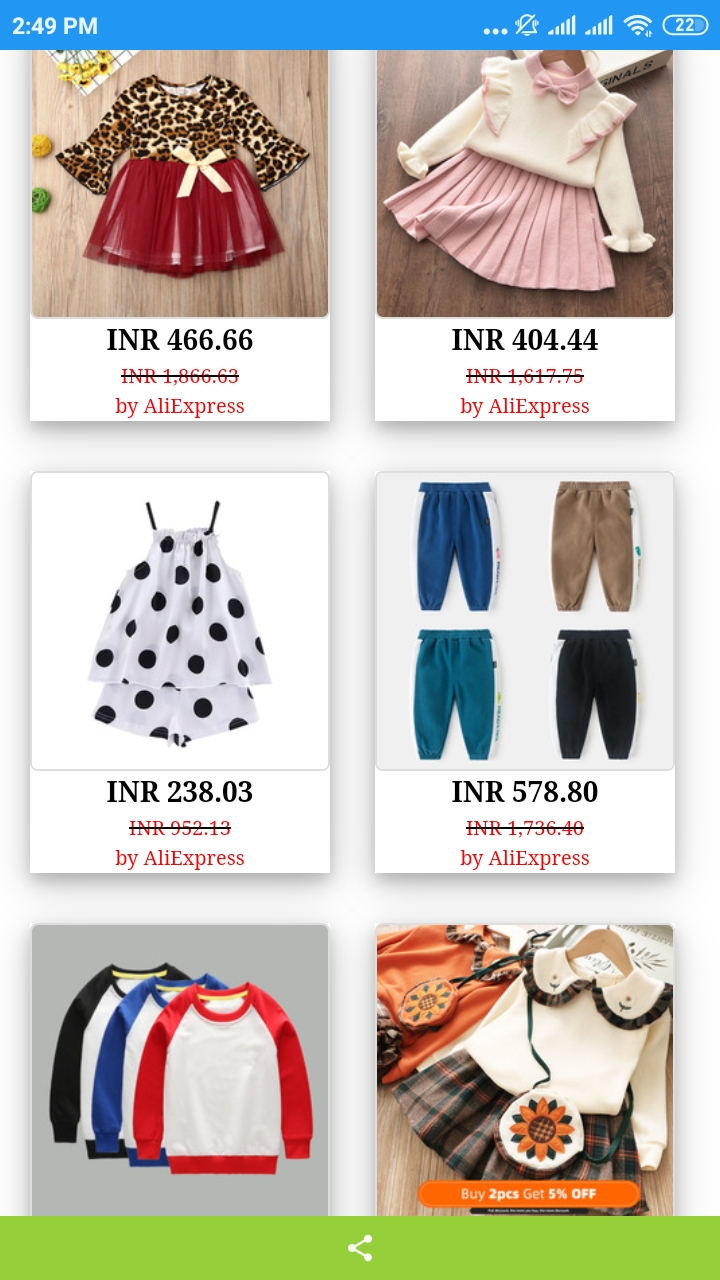 2:49 PM
22
GINALS
INR 466.66
INR 404.44
INR 1,866.63
INR 1,617.75
by AliExpress
by AliExpress
INR 238.03
INR 578.80
INR 952.13
INR 1,736.40
by AliExpress
by AliExpress
Buy 2pcs Get 5% OFF